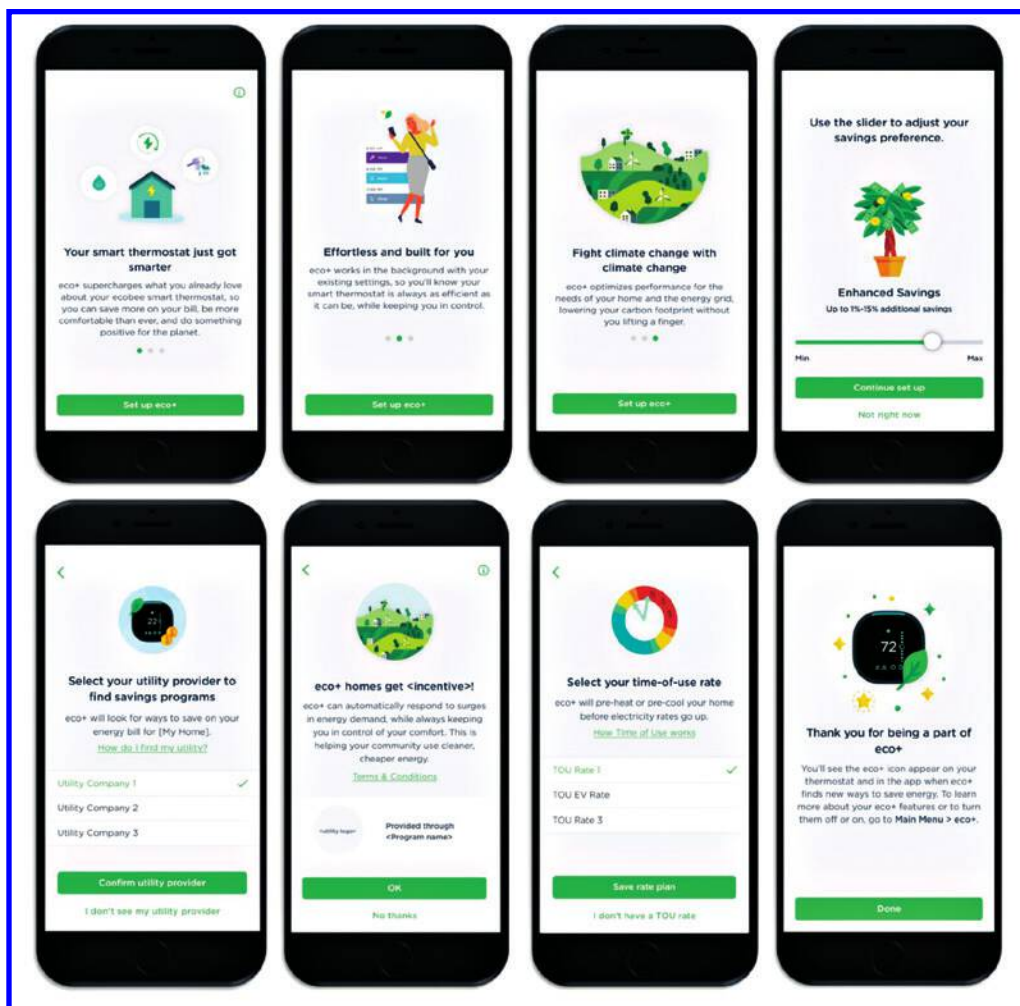 Your smart thermostat just got
smarter
eco+ supercharges what you already love
about your ecobee smart thermostat, so
you can save more on your bill, be more
comfortable than ever, and do something
positive for the planet.
Set up eco+
Effortless and built for you
eco+ works in the background with your
existing settings, so you'll know your
smart thermostat is always as efficient as
it can be, while keeping you in control.
Set up eco+
Fight climate change with
climate change
eco+ optimizes performance for the
needs of your home and the energy grid,
lowering your carbon footprint without
you lifting a finger.
Set up eco+
Use the slider to adjust your
savings preference.
Enhanced Savings
Up to 1%-15% additional savings
Min
Max
Continue set up
Not right now
22
Select your utility provider to
find savings programs
eco+ will look for ways to save on your
energy bill for [My Home].
How do I find my utility?
Utility Company 1
Utility Company 2
Utility Company 3
Confirm utility provider
I don't see my utility provider
eco+ homes get <incentive>!
eco+ can automatically respond to surges
in energy demand, while always keeping
you in control of your comfort. This is
helping your community use cleaner,
cheaper energy.
Terms & Conditions
<utility logo>
Provided through
<Program name>
OK
No thanks
Select your time-of-use rate
eco+ will pre-heat or pre-cool your home
before electricity rates go up.
How Time of Use works
TOU Rate 1
TOU EV Rate
TOU Rate 3
Save rate plan
I don't have a TOU rate
72
Thank you for being a part of
eco+
You'll see the eco+ icon appear on your
thermostat and in the app when eco+
finds new ways to save energy. To learn
more about your eco+ features or to turn
them off or on, go to Main Menu > eco+.
Done